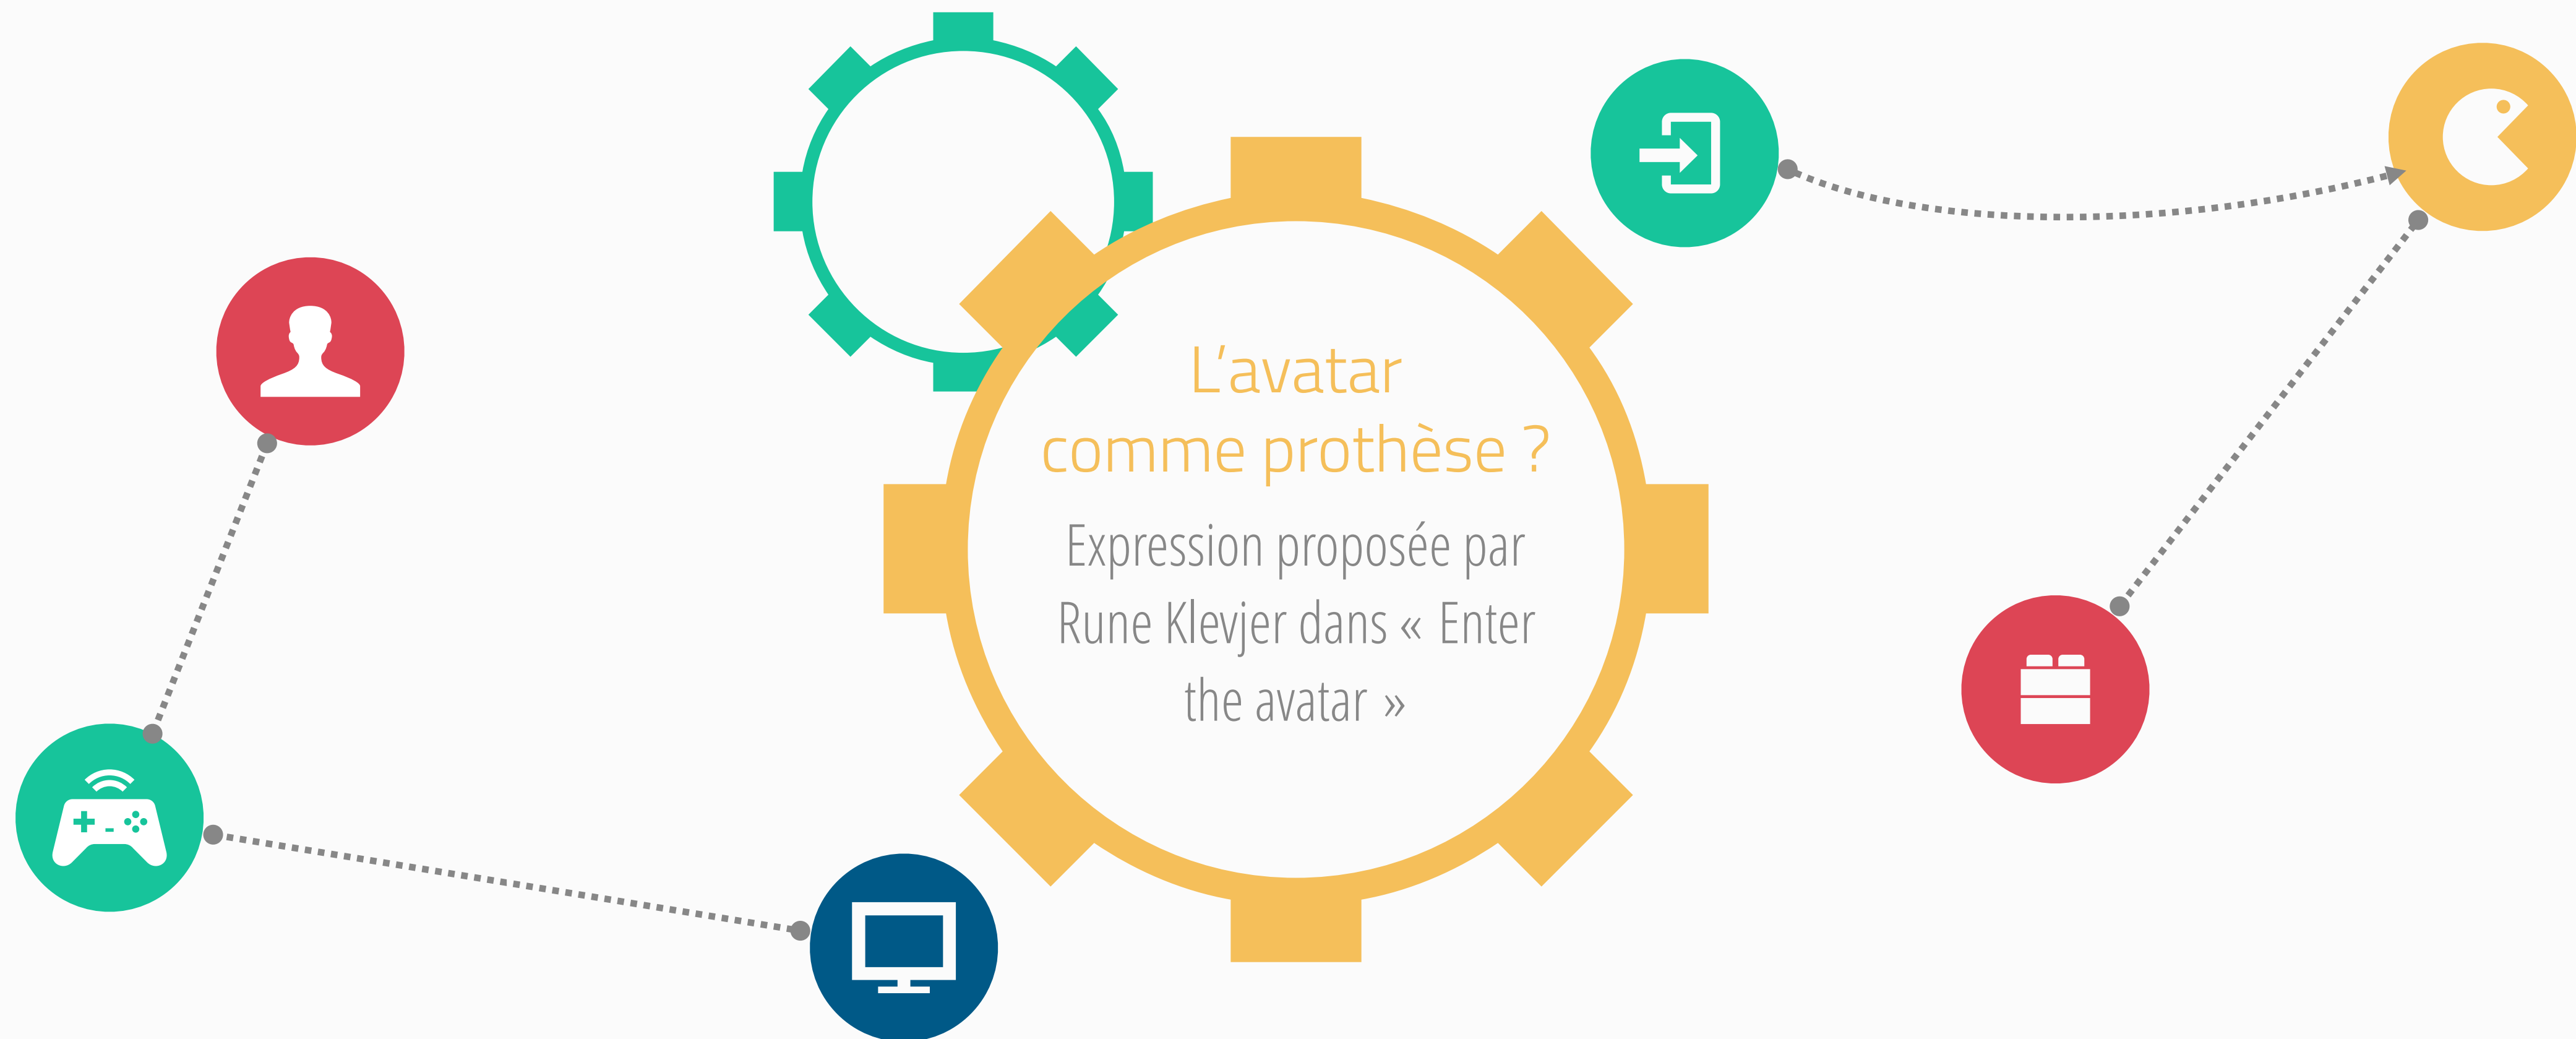 L’avatar
comme prothèse ?
Expression proposée par
Rune Klevjer dans « Enter
the avatar »